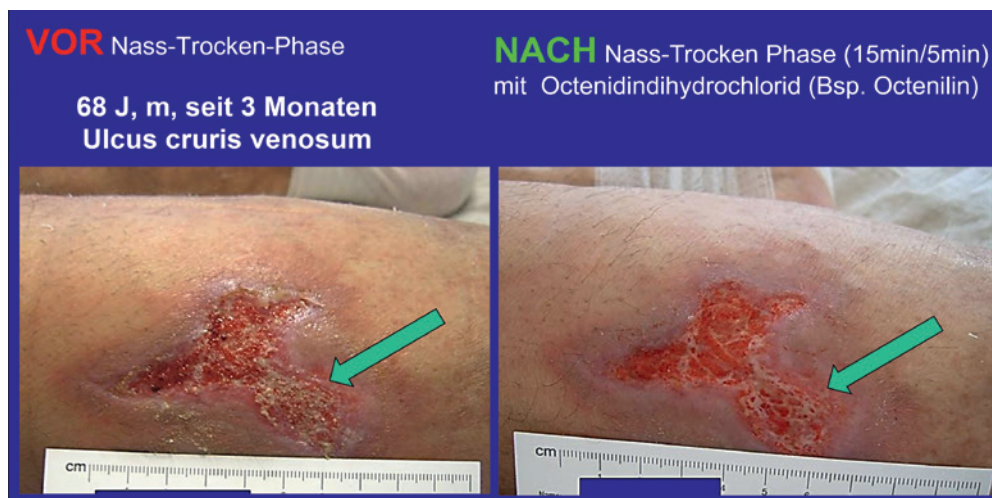 VOR Nass-Trocken-Phase
68 J, m, seit 3 Monaten
Ulcus cruris venosum
NACH Nass-Trocken Phase (15min/5min)
mit Octenidindihydrochlorid (Bsp. Octenilin)
cm
cm